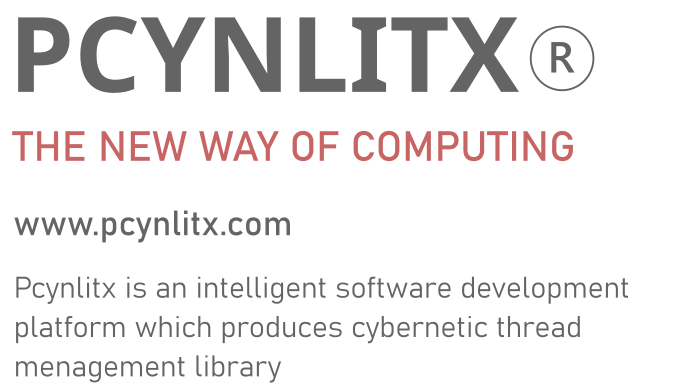 PCYNLITX®
THE NEW WAY OF COMPUTING
www.pcynlitx.com
Pcynlitx is an intelligent software development
platform which produces cybernetic thread
menagement library